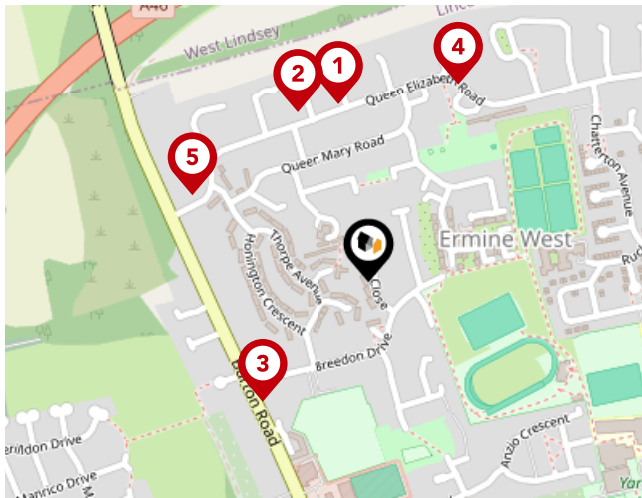 A46
West Lindsey
Linc
4
1
2
Queen Elizabeth Road
Chatterton Avenue
5
Queen Mary Road
Ermine West
Thorpe Avenue
Honington Crescent
Close
Breedon Drive
3
Burton Road
Anzio Crescent
Manrico Drive